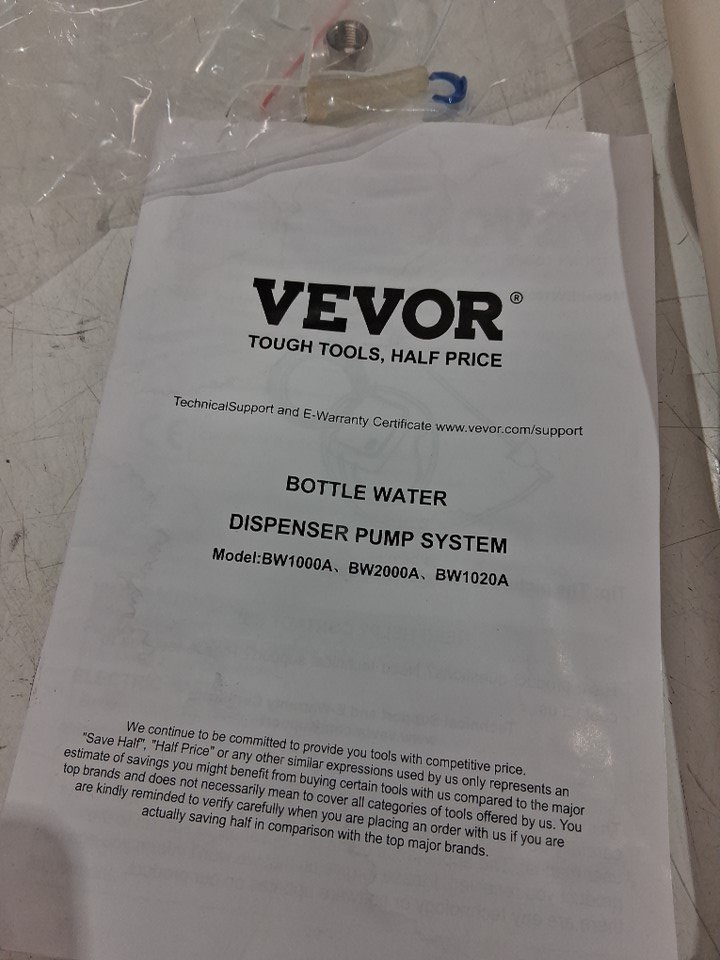 VEVOR®
TOUGH TOOLS, HALF PRICE
TechnicalSupport and E-Warranty Certificate www.vevor.com/support
BOTTLE WATER
DISPENSER PUMP SYSTEM
Model:BW1000A、BW2000A、BW1020A
We continue to be committed to provide you tools with competitive price.
"Save Half", "Half Price" or any other similar expressions used by us only represents an
estimate of savings you might benefit from buying certain tools with us compared to the major
top brands and does not necessarily mean to cover all categories of tools offered by us. You
are kindly reminded to verify carefully when you are placing an order with us if you are
actually saving half in comparison with the top major brands.